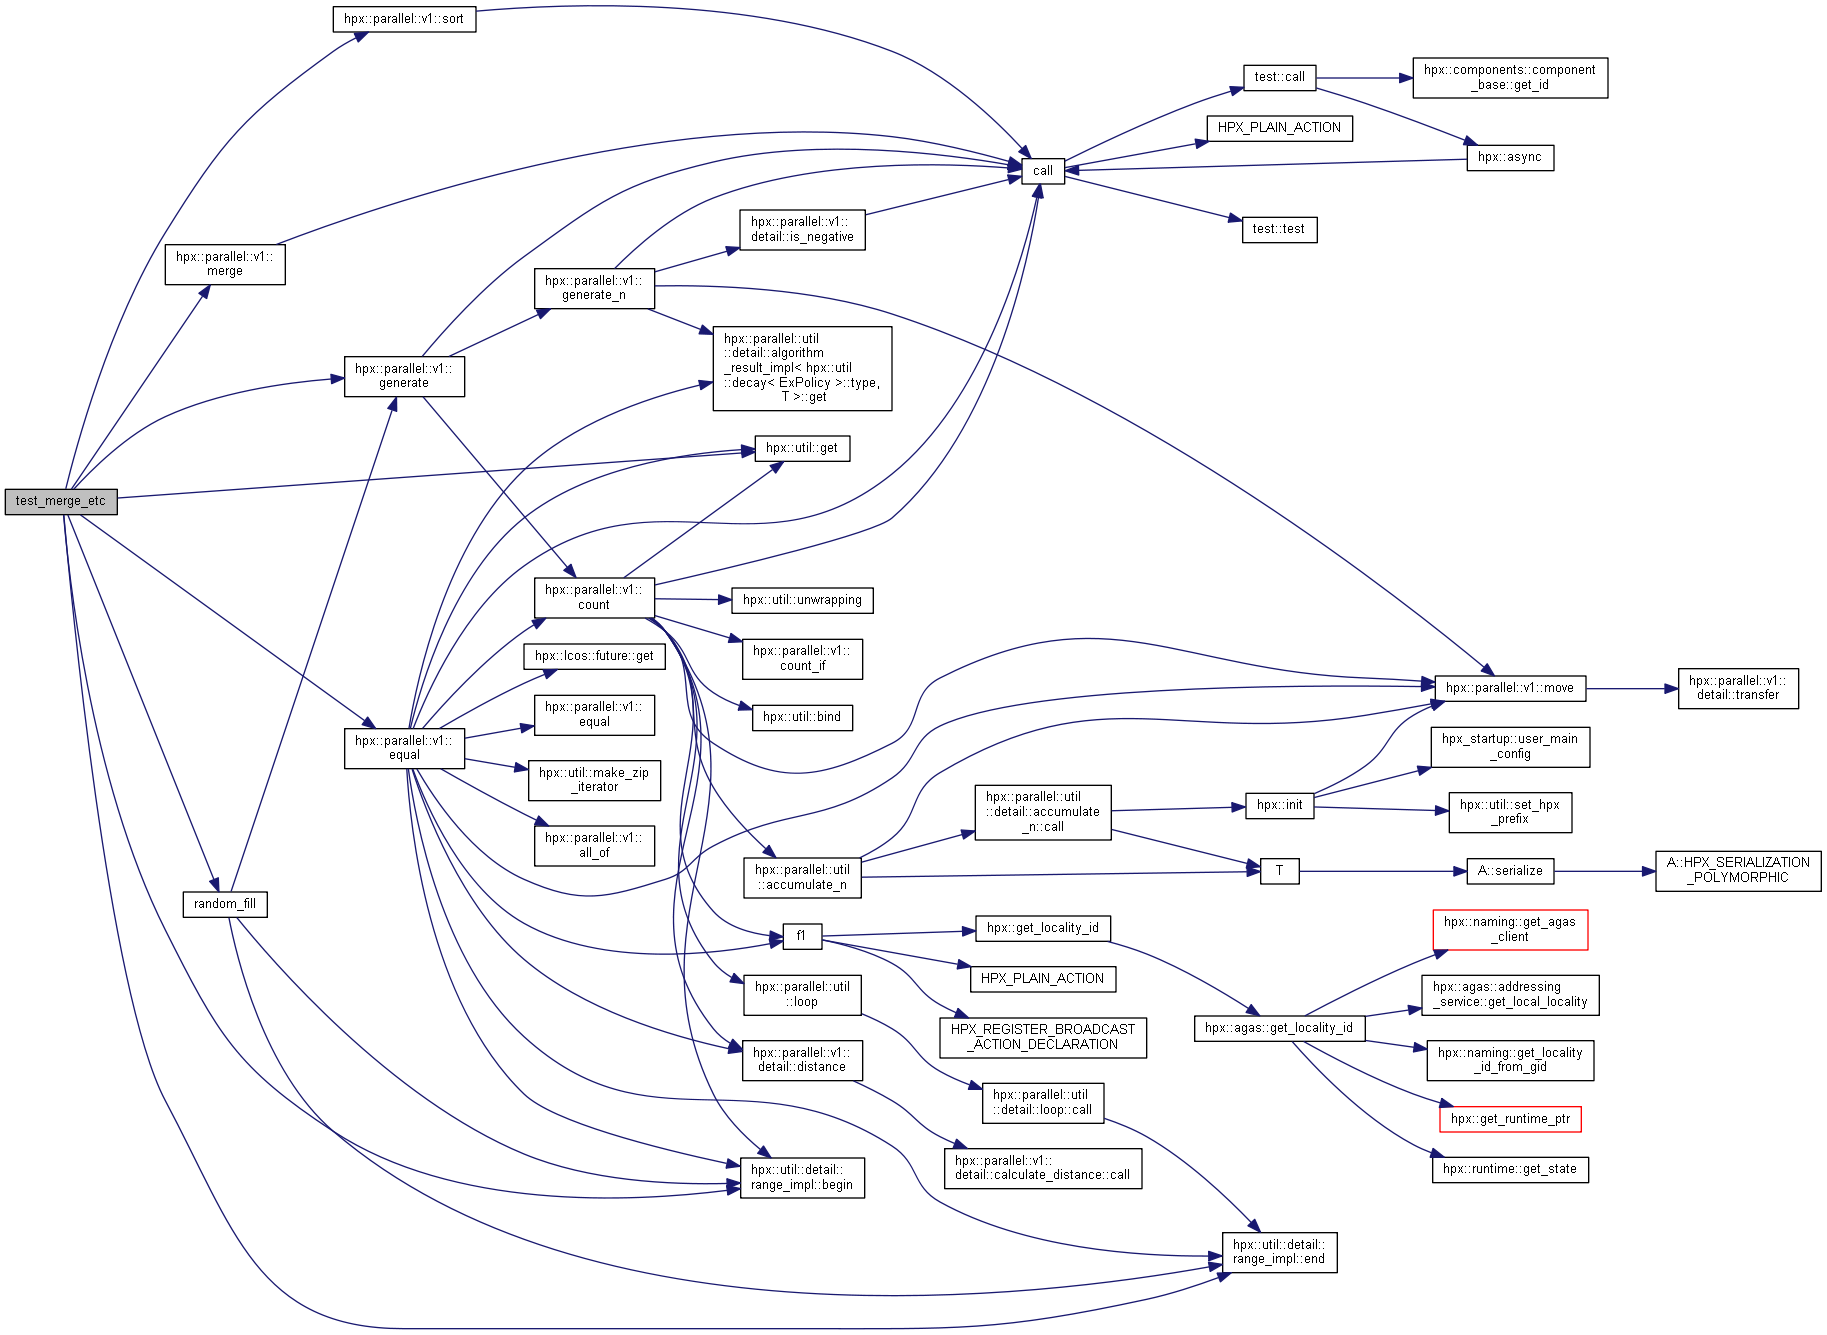 hpx::parallel::v1::sort
test::call
hpx::components::component
_base::get_id
HPX_PLAIN_ACTION
hpx::async
call
test::test
hpx::parallel::v1::
detail::is_negative
hpx::parallel::v1::
merge
hpx::parallel::v1::
generate_n
hpx::parallel::util
::detail::algorithm
_result_impl< hpx::util
::decay< ExPolicy >::type,
T >::get
hpx::parallel::v1::
generate
hpx::util::get
test_merge_etc
hpx::parallel::v1::
count
hpx::util::unwrapping
hpx::lcos::future::get
hpx::parallel::v1::
count_if
hpx::parallel::v1::move
hpx::parallel::v1::
detail::transfer
hpx::parallel::v1::
equal
hpx::util::bind
hpx::parallel::v1::
equal
hpx_startup::user_main
_config
hpx::util::make_zip
_iterator
hpx::parallel::util
::detail::accumulate
_n::call
hpx::init
hpx::util::set_hpx
_prefix
hpx::parallel::v1::
all_of
hpx::parallel::util
::accumulate_n
T
A::serialize
A::HPX_SERIALIZATION
_POLYMORPHIC
random_fill
f1
hpx::get_locality_id
hpx::naming::get_agas
_client
HPX_PLAIN_ACTION
hpx::parallel::util
::loop
hpx::agas::addressing
_service::get_local_locality
HPX_REGISTER_BROADCAST
_ACTION_DECLARATION
hpx::agas::get_locality_id
hpx::parallel::v1::
detail::distance
hpx::naming::get_locality
_id_from_gid
hpx::parallel::util
::detail::loop::call
hpx::get_runtime_ptr
hpx::util::detail::
range_impl::begin
hpx::parallel::v1::
detail::calculate_distance::call
hpx::runtime::get_state
hpx::util::detail::
range_impl::end